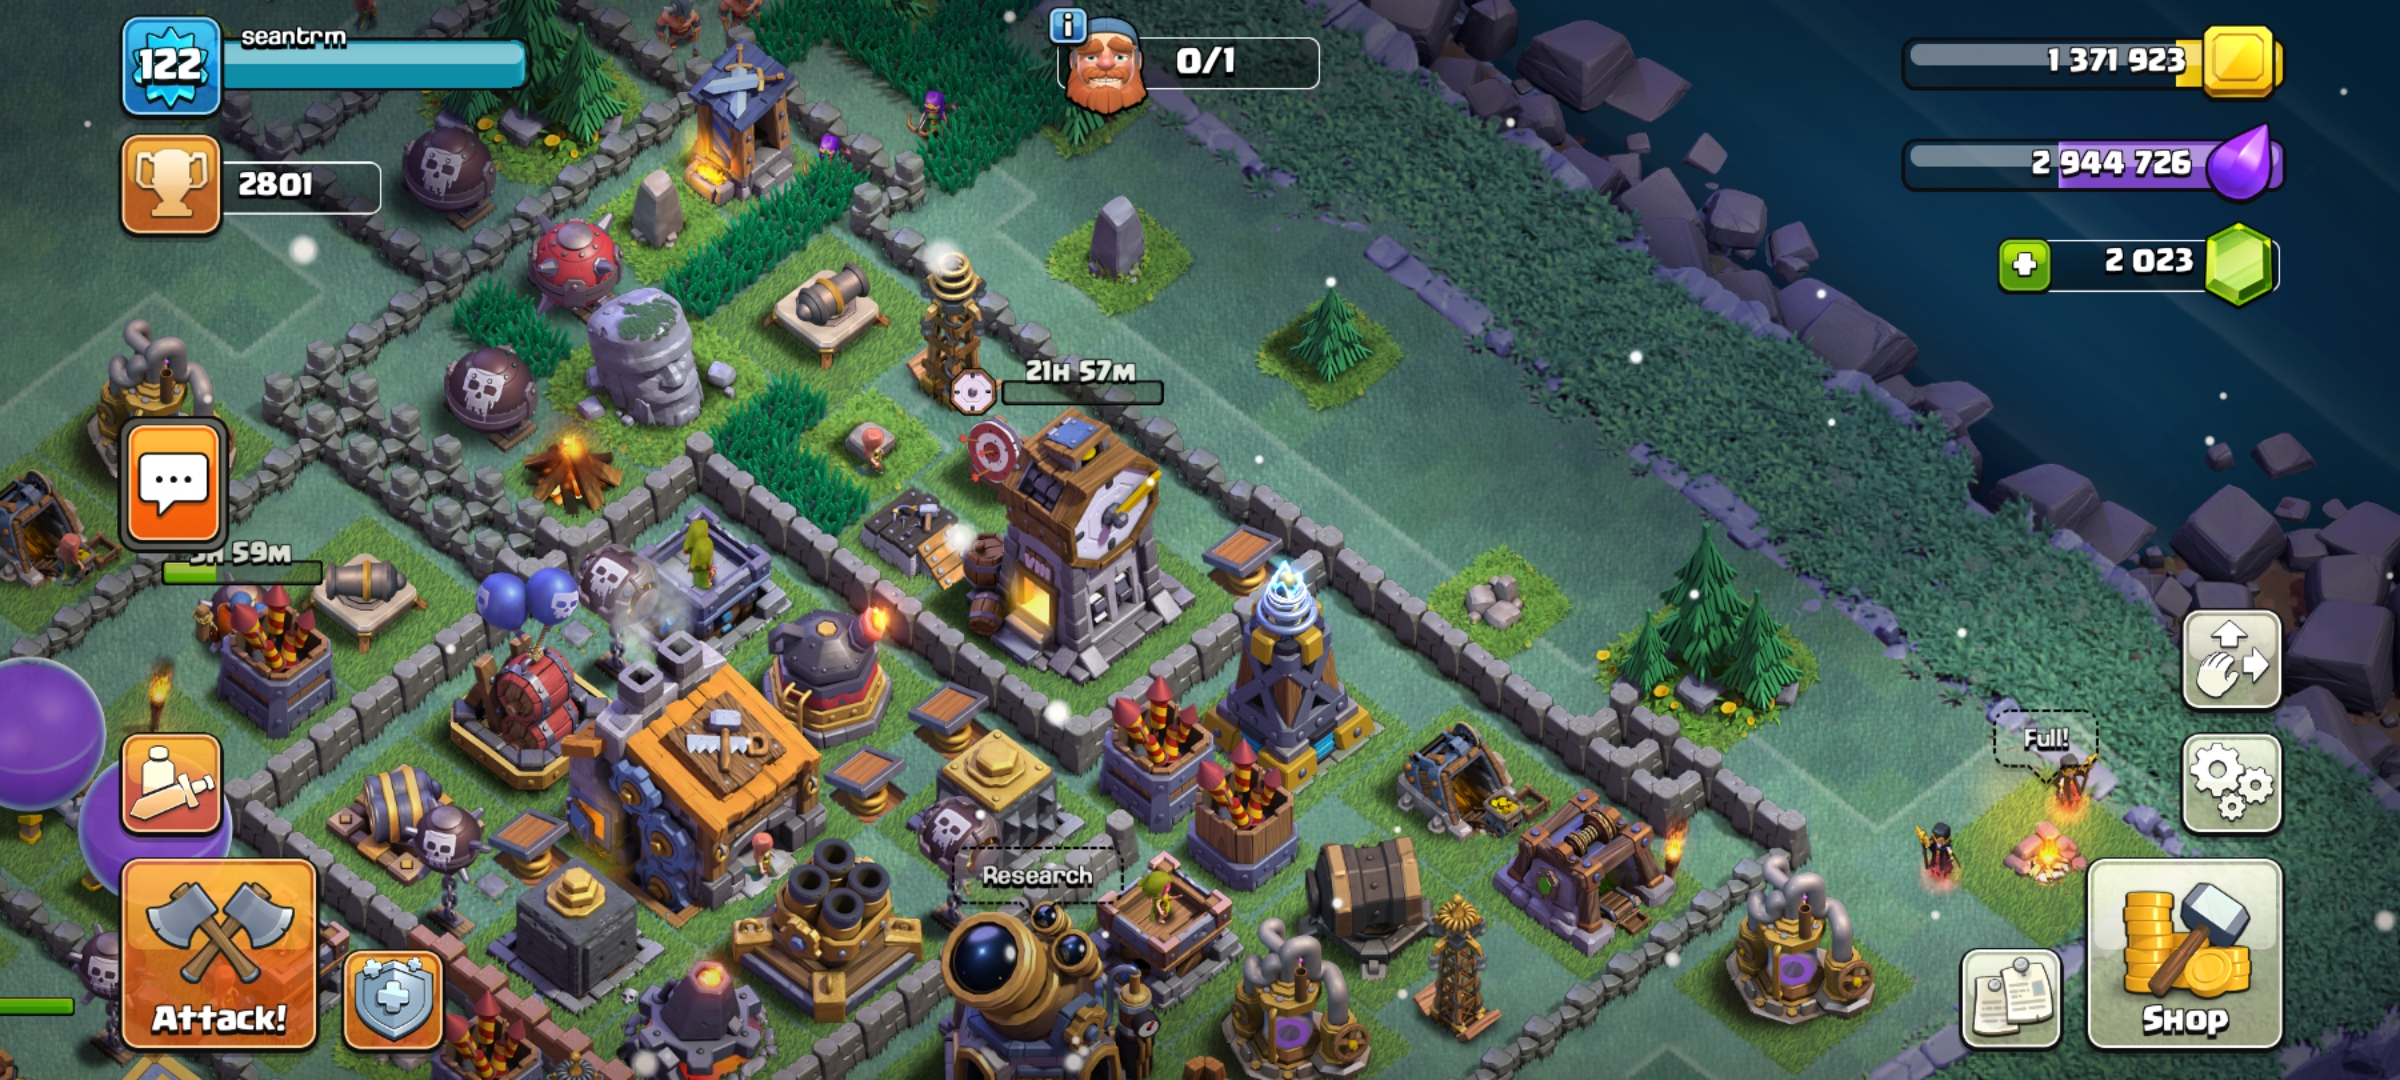 122
seantrm
0/1
1 371 923
2801
2 944 726
2 023
21H 57M
59M
VIII
Full!
Research
Attack!
Shop